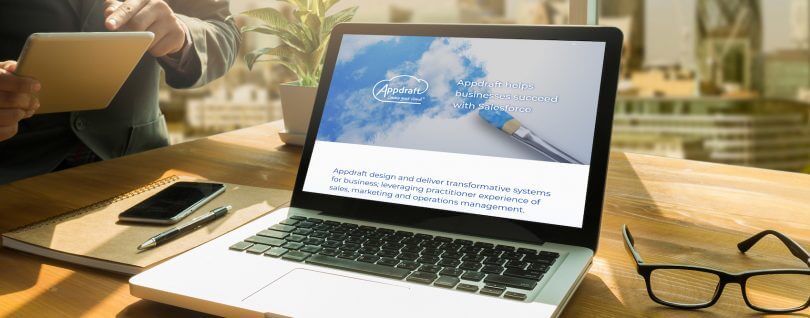 Appdraft
Appdraft helps
businesses succeed
with Salesforce
Appdraft design and deliver transformative systems
for business; leveraging practitioner experience of
sales, marketing and operations management.